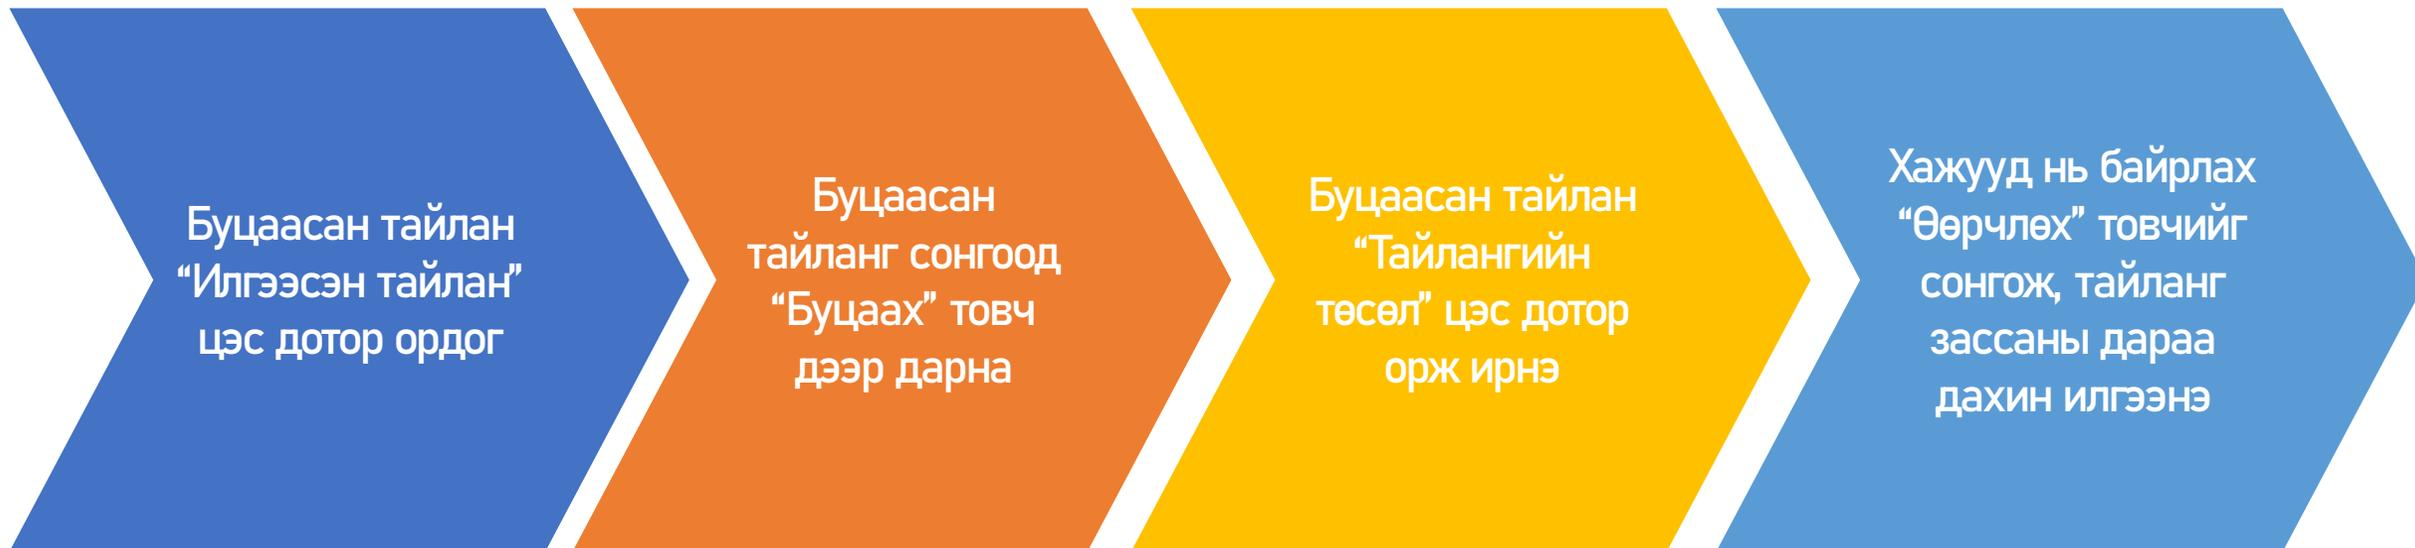 Буцаасан тайлан
“Илгээсэн тайлан”
цэс дотор ордог
Буцаасан
тайланг сонгоод
“Буцаах” товч
дээр дарна
Буцаасан тайлан
“Тайлангийн
төсөл” цэс дотор
орж ирнэ
Хажууд нь байрлах
“Өөрчлөх” товчийг
сонгож, тайланг
зассаны дараа
дахин илгээнэ